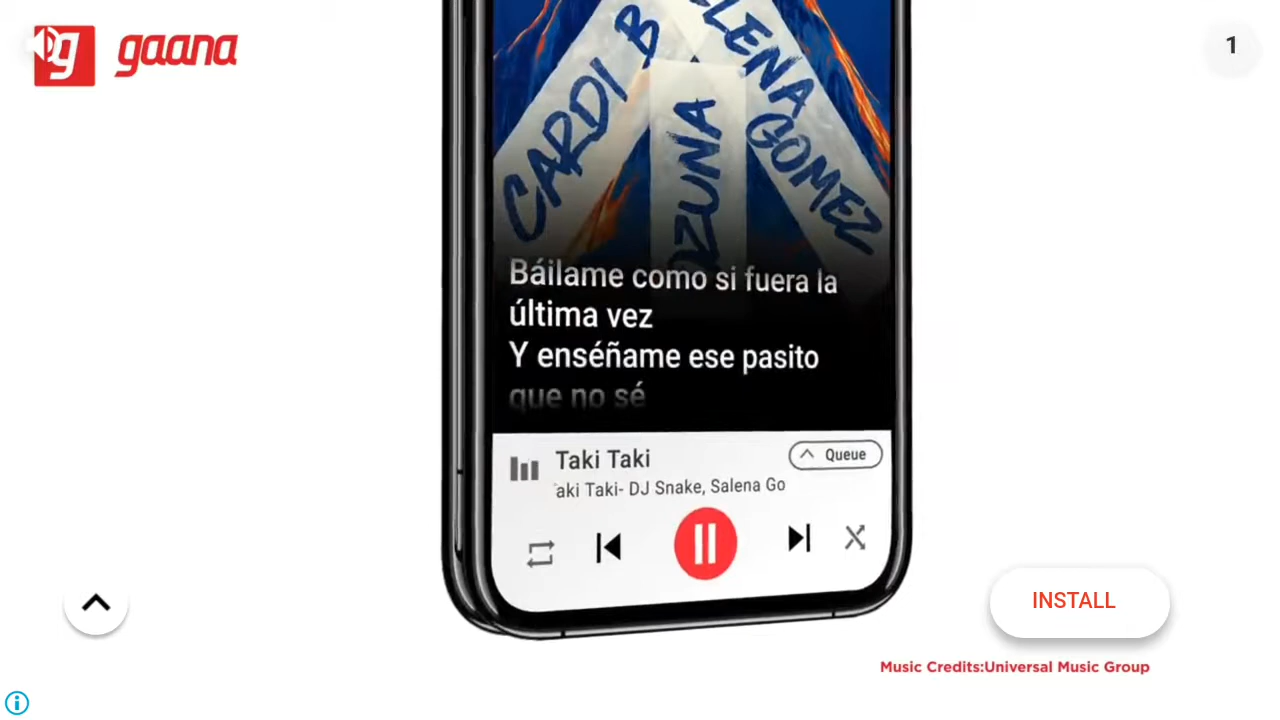 gaana
1
CARDI B
SELENA GOMEZ
OZUNA
Báilame como si fuera la
última vez
Y enséñame ese pasito
que no sé
Taki Taki
Queue
aki Taki- DJ Snake, Salena Go
INSTALL
Music Credits:Universal Music Group